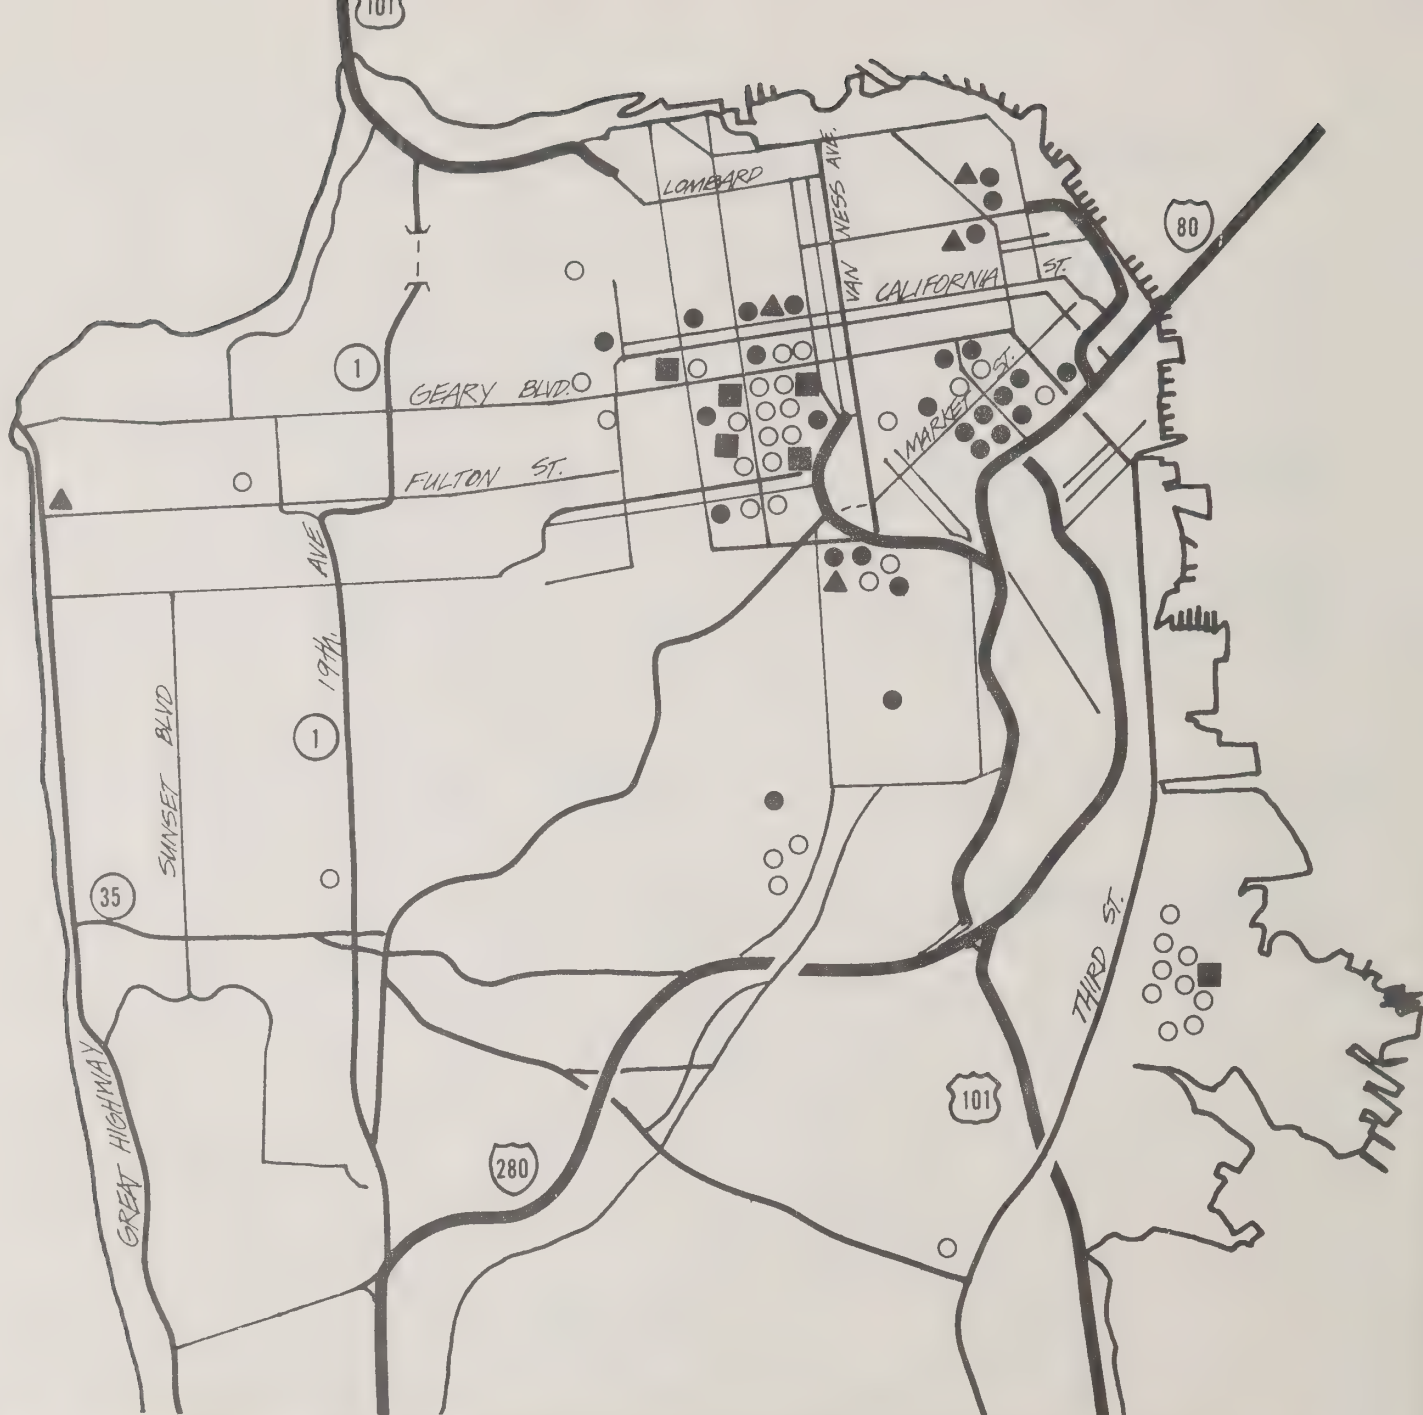 101
LOMBARD
VAN NESS AVE.
80
CALIFORNIA ST.
1
GEARY BLVD.
MARKET ST.
FULTON ST.
19th. AVE
1
SUNSET BLVD
35
THIRD ST.
GREAT HIGHWAY
101
280